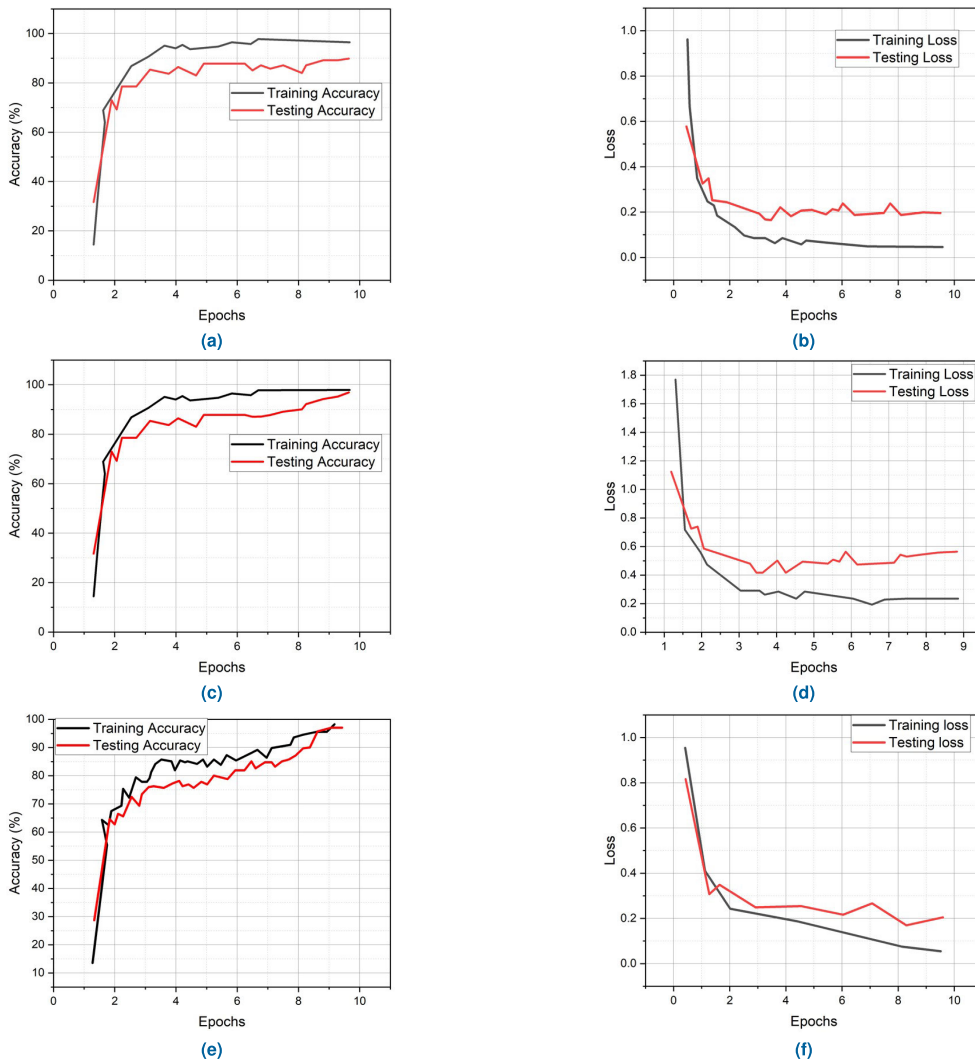 100
80
60
40
20
0
Accuracy (%)
Training Accuracy
Testing Accuracy
0 2 4 6 8 10
Epochs
(a)
1.0
0.8
0.6
0.4
0.2
0.0
Loss
Training Loss
Testing Loss
0 2 4 6 8 10
Epochs
(b)
100
80
60
40
20
0
Accuracy (%)
Training Accuracy
Testing Accuracy
0 2 4 6 8 10
Epochs
(c)
1.8
1.6
1.4
1.2
1.0
0.8
0.6
0.4
0.2
0.0
Loss
Training Loss
Testing Loss
1 2 3 4 5 6 7 8 9
Epochs
(d)
100
90
80
70
60
50
40
30
20
10
Accuracy (%)
Training Accuracy
Testing Accuracy
0 2 4 6 8 10
Epochs
(e)
1.0
0.8
0.6
0.4
0.2
0.0
Loss
Training loss
Testing loss
0 2 4 6 8 10
Epochs
(f)